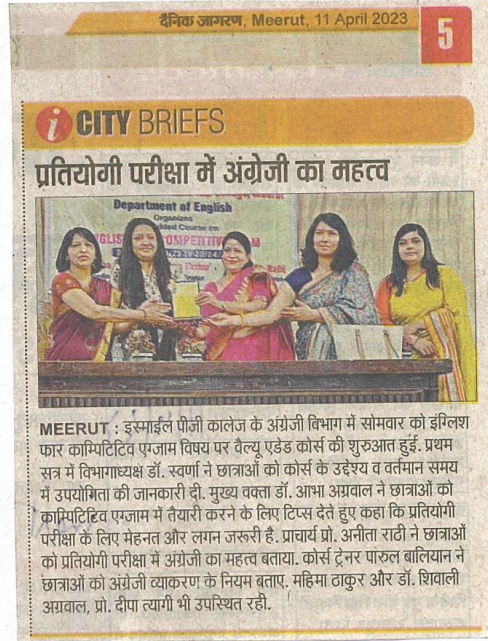 दैनिक जागरण, Meerut, 11 April 2023
5
i CITY BRIEFS
प्रतियोगी परीक्षा में अंग्रेजी का महत्व
Department of English
Organizes
COMPETITIVE
MEERUT : इस्माईल पीजी कालेज के अंग्रेजी विभाग में सोमवार को इंग्लिश
फार काम्पिटिटिव एग्जाम विषय पर वैल्यू एडेड कोर्स की शुरुआत हुई. प्रथम
सत्र में विभागाध्यक्ष डॉ. स्वर्णा ने छात्राओं को कोर्स के उद्देश्य व वर्तमान समय
में उपयोगिता की जानकारी दी. मुख्य वक्ता डॉ. आभा अग्रवाल ने छात्राओं को
काम्पिटिटिव एग्जाम में तैयारी करने के लिए टिप्स देते हुए कहा कि प्रतियोगी
परीक्षा के लिए मेहनत और लगन जरूरी है. प्राचार्य प्रो. अनीता राठी ने छात्राओं
को प्रतियोगी परीक्षा में अंग्रेजी का महत्व बताया. कोर्स ट्रेनर पारुल बालियान ने
छात्राओं को अंग्रेजी व्याकरण के नियम बताए. महिमा ठाकुर और डॉ. शिवाली
अग्रवाल, प्रो. दीपा त्यागी भी उपस्थित रही.